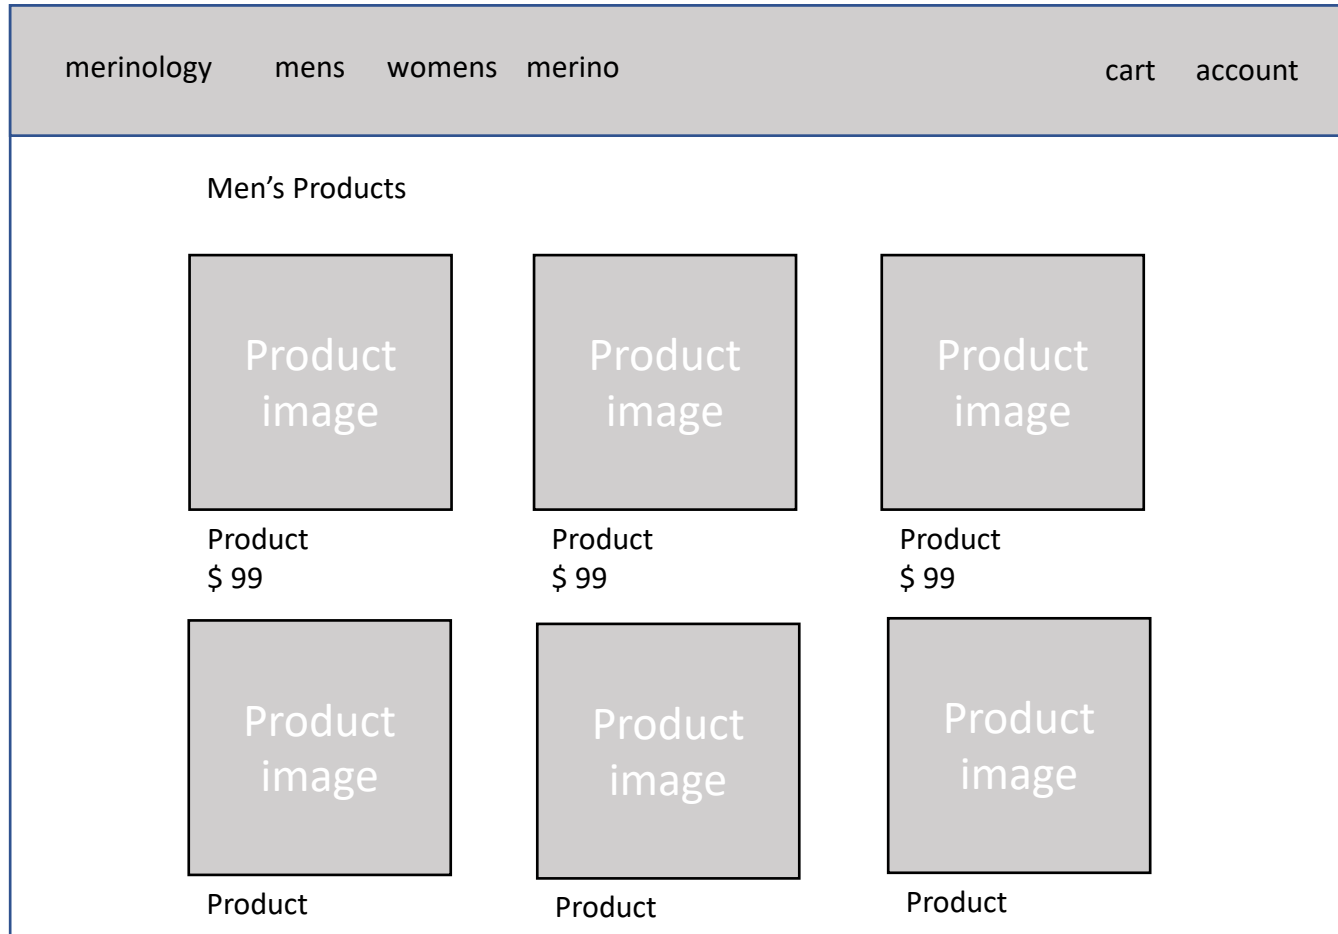 merinology mens womens merino cart account
Men’s Products
Product image
Product image
Product image
Product
$ 99
Product
$ 99
Product
$ 99
Product image
Product image
Product image
Product
Product
Product